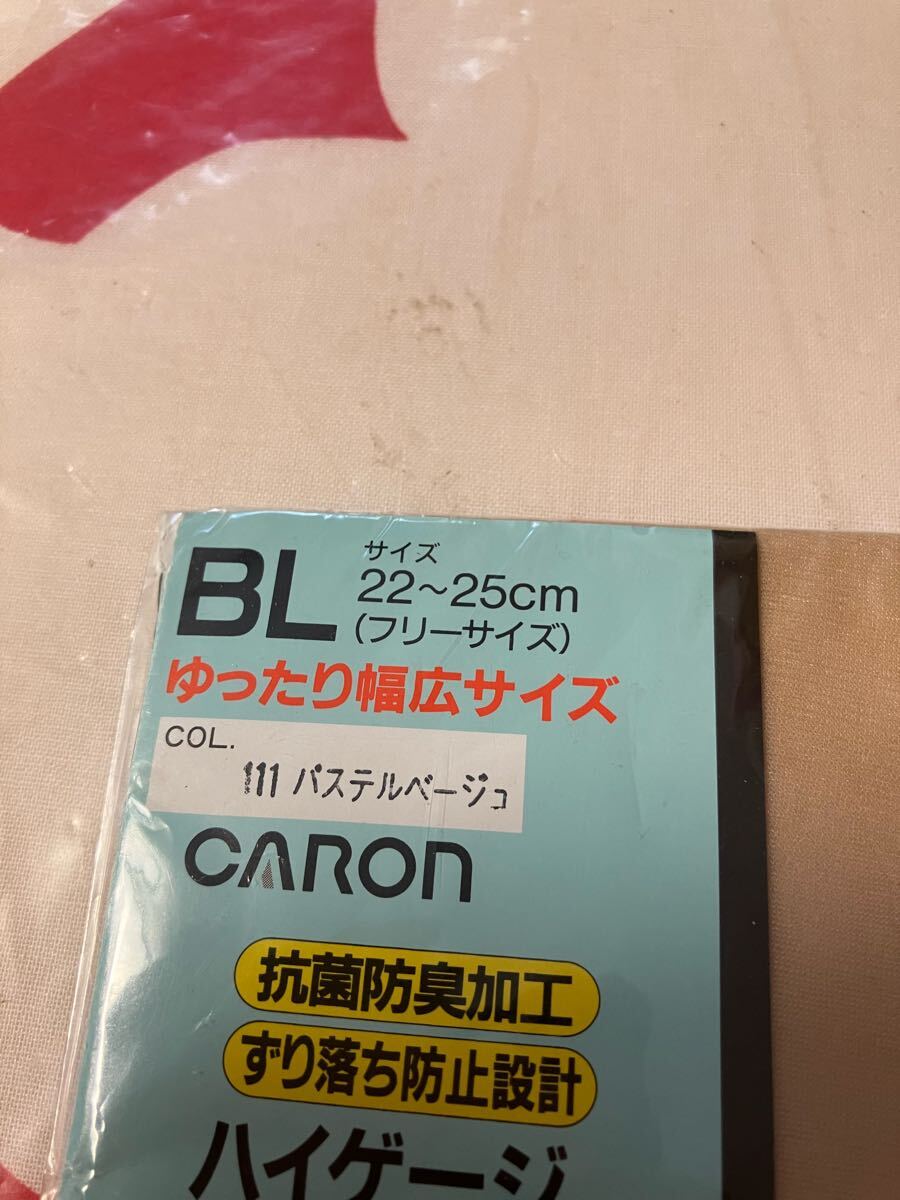 BL
サイズ
22～25cm
(フリーサイズ)
ゆったり幅広サイズ
COL.
111 パステルベージュ
CARON
抗菌防臭加工
ずり落ち防止設計
ハイゲージ